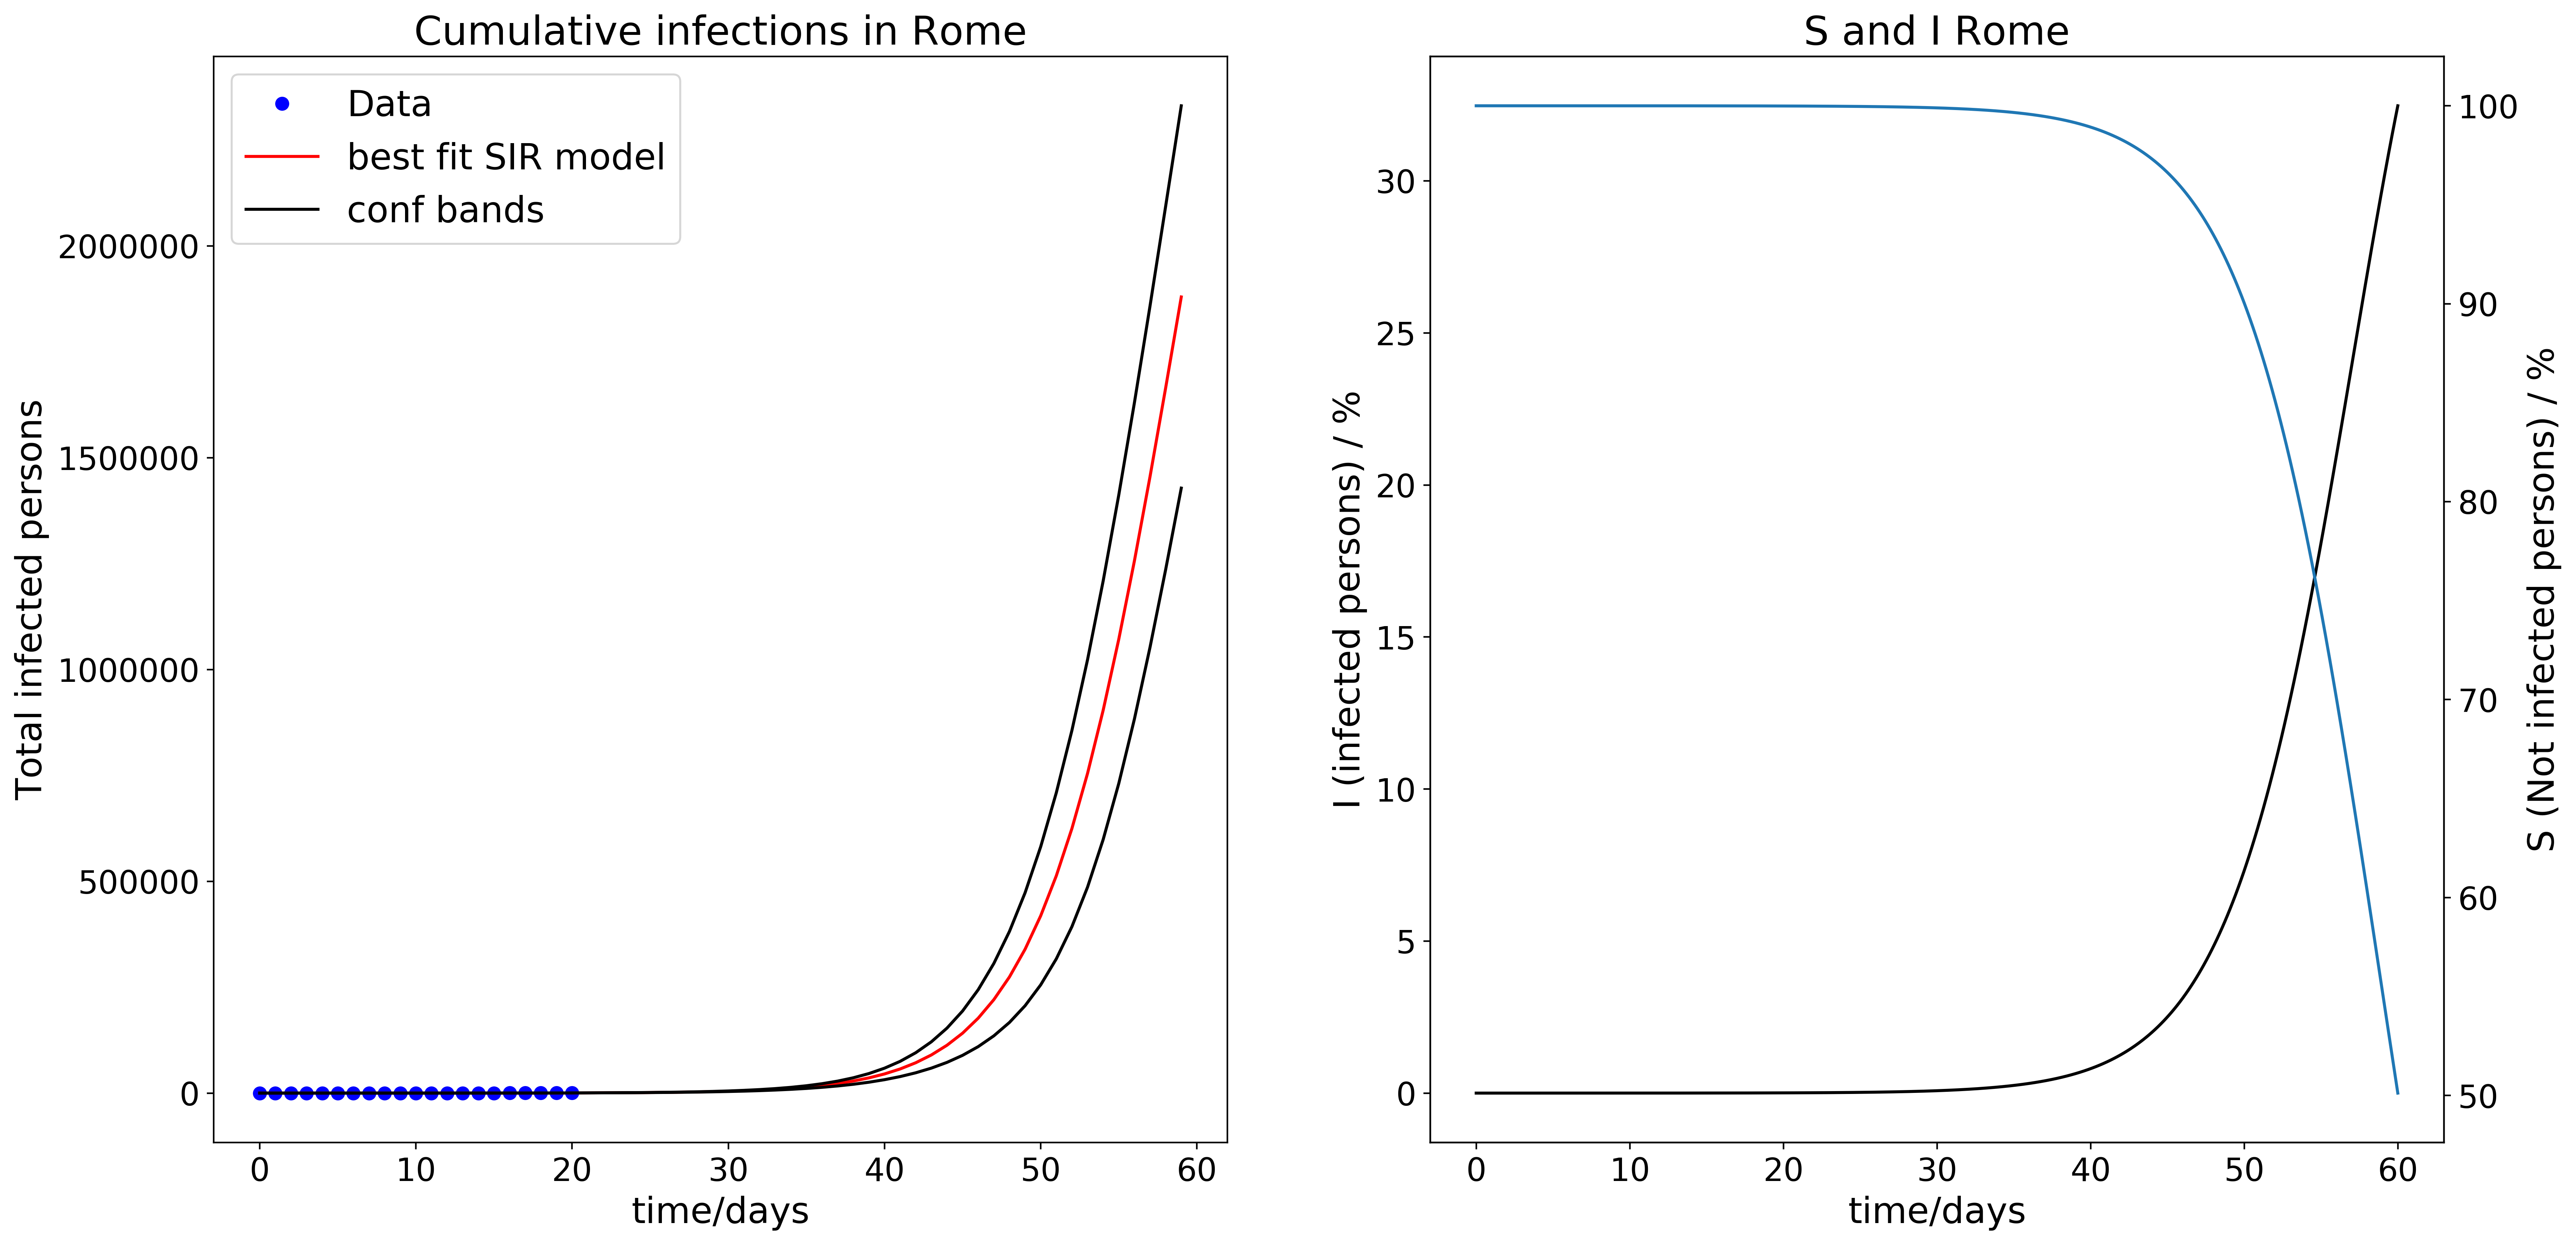 Cumulative infections in Rome
Data
best fit SIR model
conf bands
Total infected persons
2000000
1500000
1000000
500000
0
0 10 20 30 40 50 60
time/days
S and I Rome
I (infected persons) / %
30
25
20
15
10
5
0
0 10 20 30 40 50 60
time/days
100
90
80
70
60
50
S (Not infected persons) / %